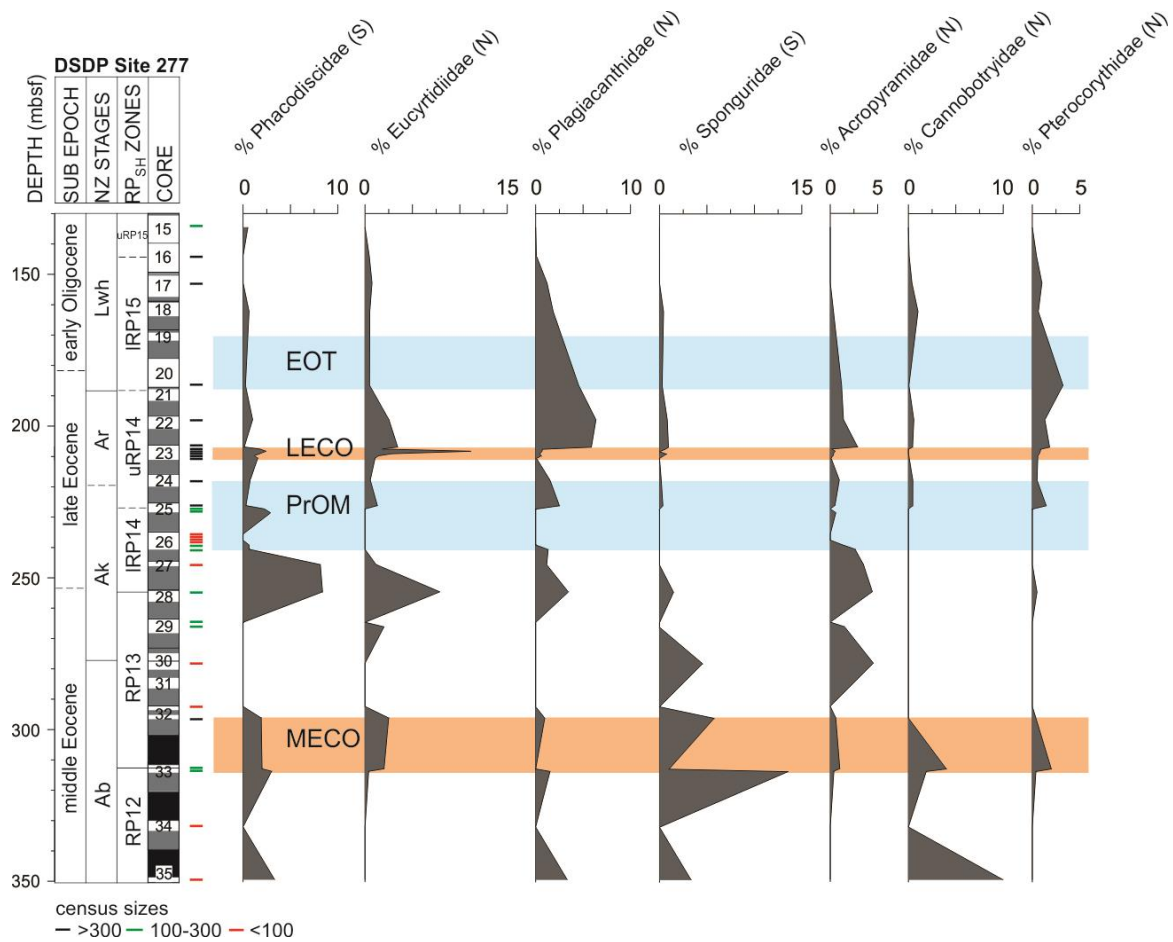 DSDP Site 277
DEPTH (mbsf)
SUB EPOCH
NZ STAGES
RPSH ZONES
CORE
% Phacodiscidae (S)
% Eucyrtidiidae (N)
% Plagiacanthidae (N)
% Sponguridae (S)
% Acropyramidae (N)
% Cannobotryidae (N)
% Pterocorythidae (N)
0 10 0 15 0 10 0 15 0 5 0 10 0 5
150
200
250
300
350
early Oligocene
late Eocene
middle Eocene
Lwh
Ar
Ak
Ab
uRP15
lRP15
uRP14
lRP14
RP13
RP12
15
16
17
18
19
20
21
22
23
24
25
26
27
28
29
30
31
32
33
34
35
EOT
LECO
PrOM
MECO
census sizes
>300 100-300 <100